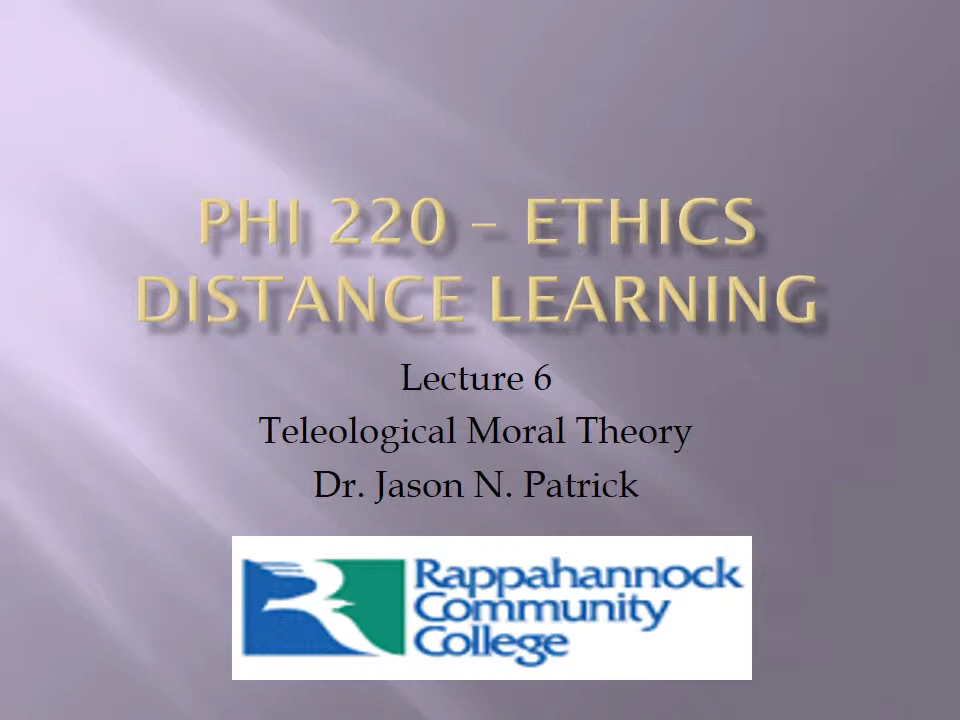 PHI 220 – ETHICS
DISTANCE LEARNING
Lecture 6
Teleological Moral Theory
Dr. Jason N. Patrick
Rappahannock
Community
College